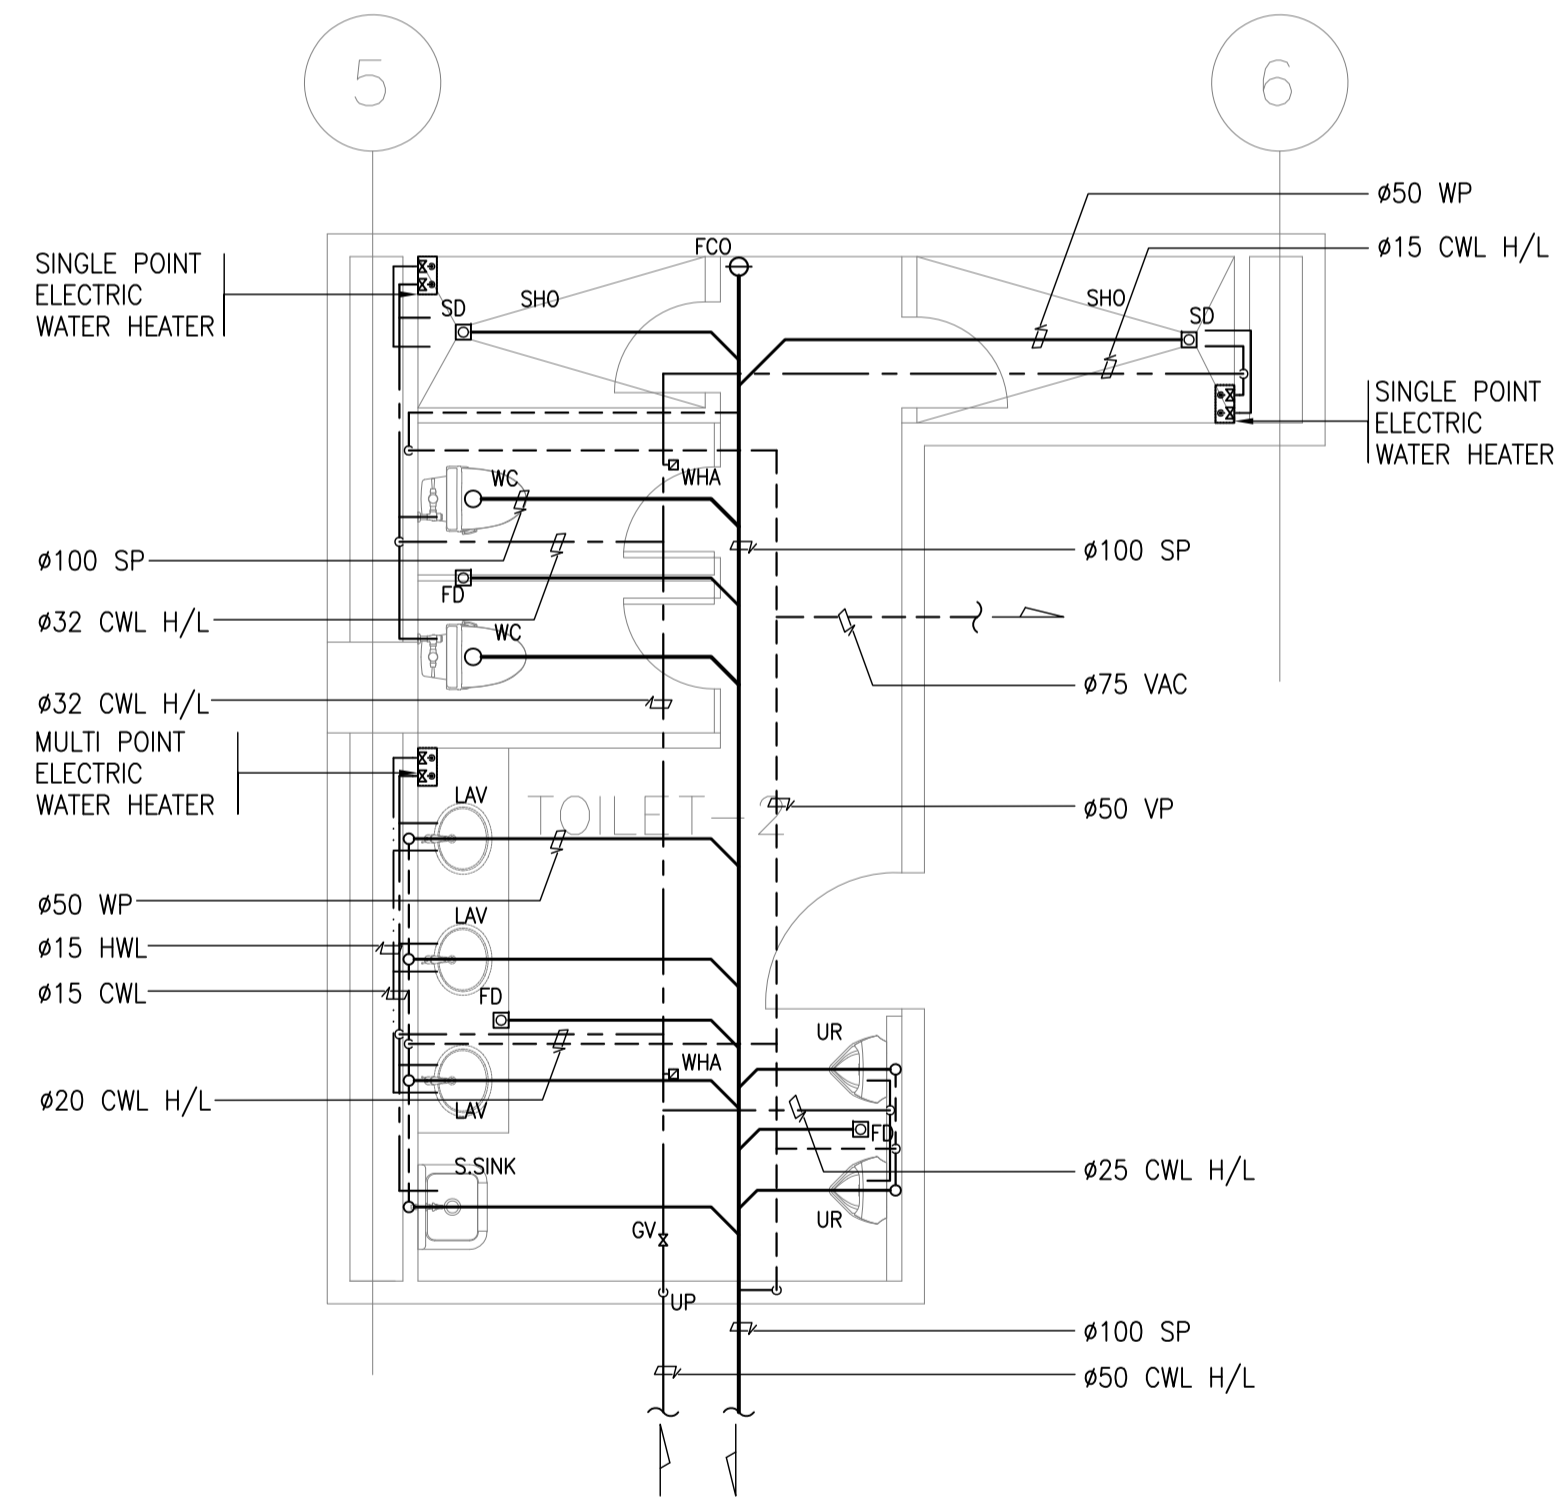 5
6
ø50 WP
FCO
ø15 CWL H/L
SINGLE POINT
ELECTRIC
WATER HEATER
SHO
SD
SHO
SD
SINGLE POINT
ELECTRIC
WATER HEATER
WC
WHA
ø100 SP
ø100 SP
FD
ø32 CWL H/L
WC
ø75 VAC
ø32 CWL H/L
MULTI POINT
ELECTRIC
WATER HEATER
LAV
TOILET-2
ø50 VP
ø50 WP
LAV
ø15 HWL
ø15 CWL
FD
UR
WHA
ø20 CWL H/L
LAV
FD
S.SINK
ø25 CWL H/L
UR
GV
UP
ø100 SP
ø50 CWL H/L